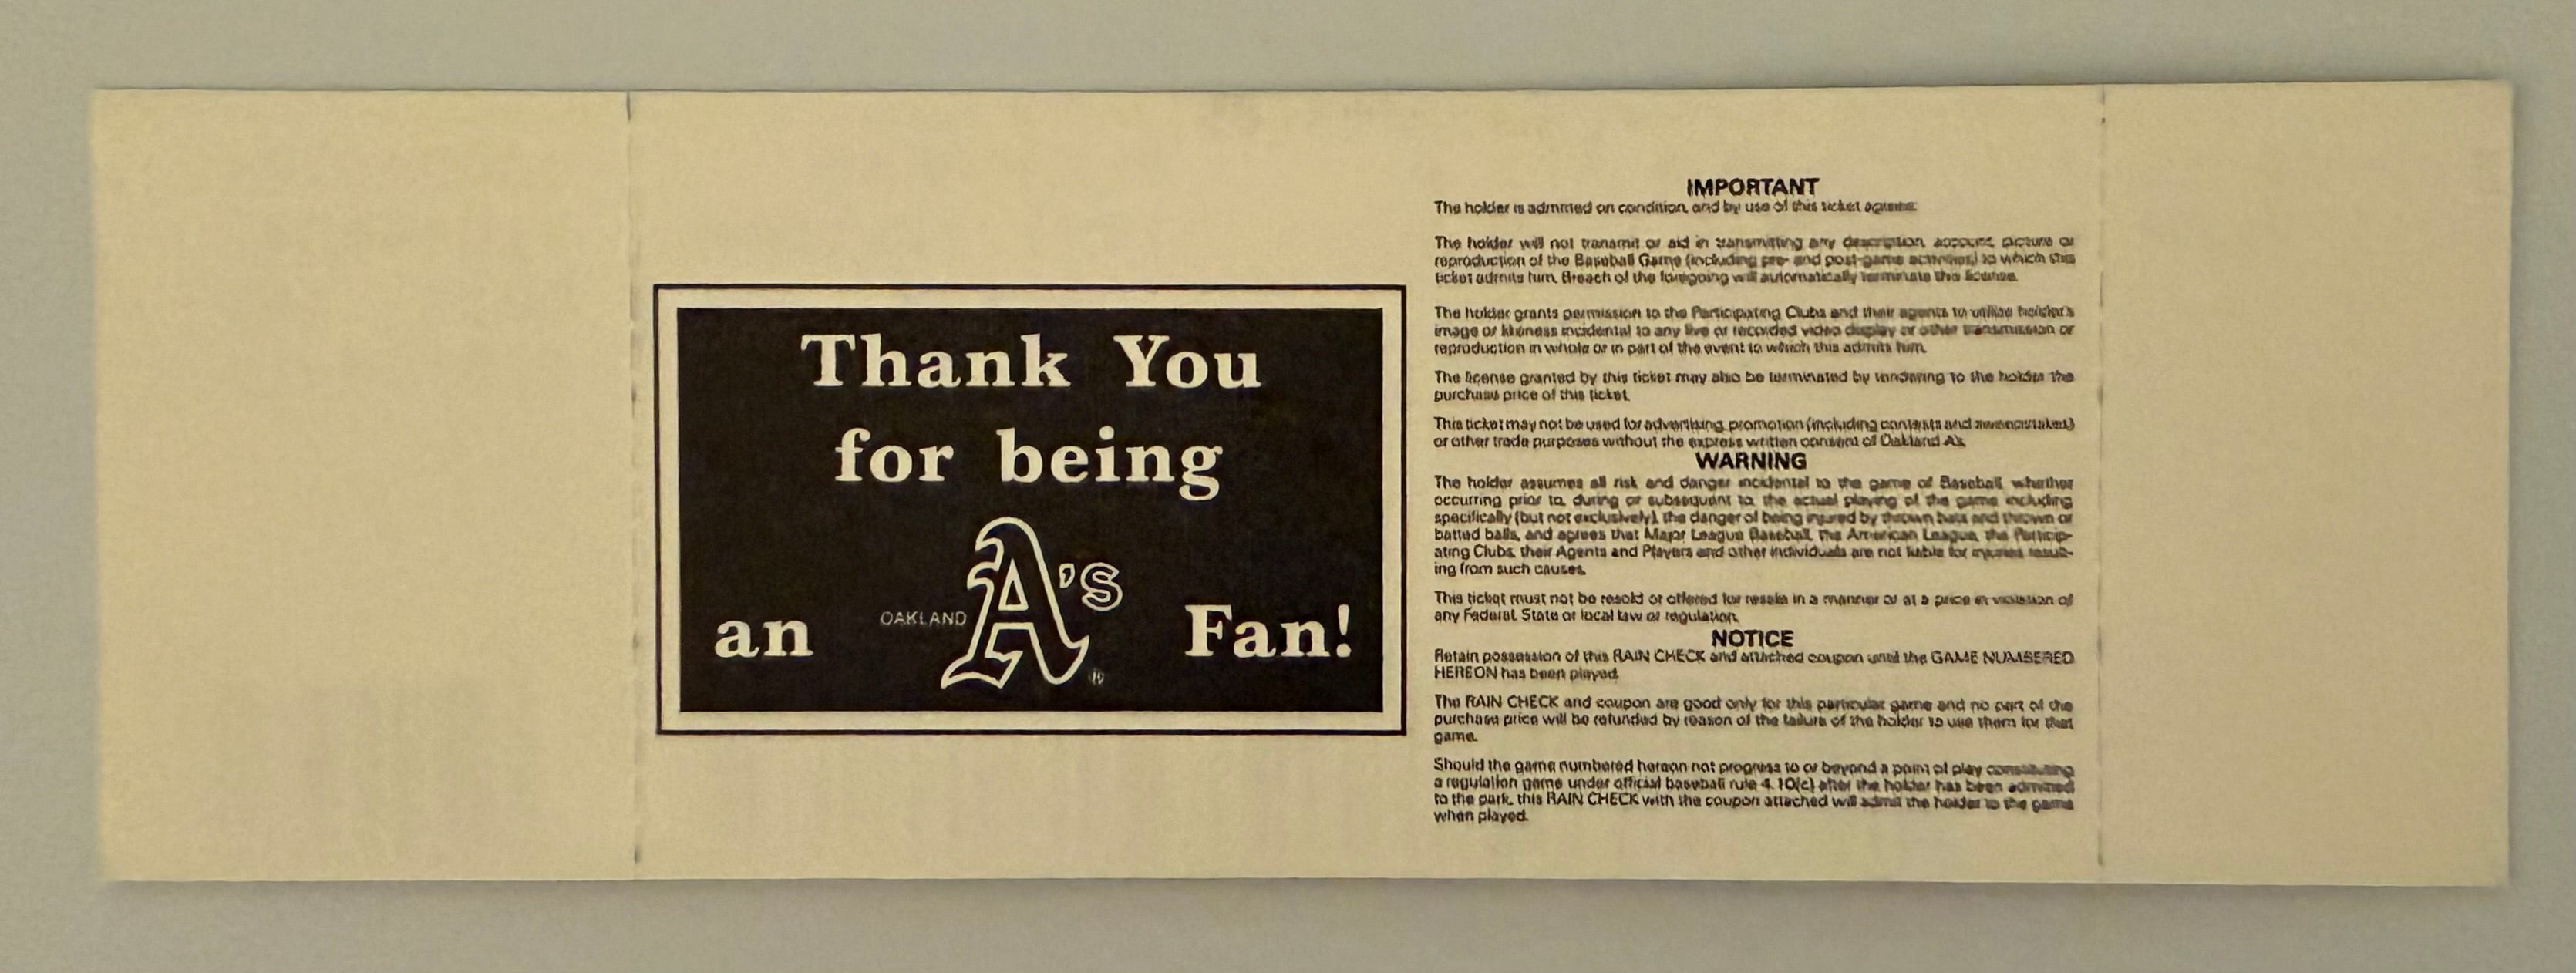 Thank You
for being
an OAKLAND A's ® Fan!
IMPORTANT
The holder is admitted on condition, and by use of this ticket agrees:
The holder will not transmit or aid in transmitting any description, account, picture or
reproduction of the Baseball Game (including pre- and post-game activities) to which this
ticket admits him. Breach of the foregoing will automatically terminate this license.
The holder grants permission to the Participating Clubs and their agents to utilize holder's
image or likeness incidental to any live or recorded video display or other transmission or
reproduction in whole or in part of the event to which this admits him.
The license granted by this ticket may also be terminated by tendering to the holder the
purchase price of this ticket.
This ticket may not be used for advertising, promotion (including contests and sweepstakes)
or other trade purposes without the express written consent of Oakland A's.
WARNING
The holder assumes all risk and danger incidental to the game of Baseball, whether
occurring prior to, during or subsequent to, the actual playing of the game including
specifically (but not exclusively), the danger of being injured by thrown bats and thrown or
batted balls, and agrees that Major League Baseball, the American League, the Particip-
ating Clubs, their Agents and Players and other individuals are not liable for injuries result-
ing from such causes.
This ticket must not be resold or offered for resale in a manner or at a price in violation of
any Federal, State or local law or regulation.
NOTICE
Retain possession of this RAIN CHECK and attached coupon until the GAME NUMBERED
HEREON has been played.
The RAIN CHECK and coupon are good only for this particular game and no part of the
purchase price will be refunded by reason of the failure of the holder to use them for that
game.
Should the game numbered hereon not progress to or beyond a point of play constituting
a regulation game under official baseball rule 4.10(c) after the holder has been admitted
to the park, this RAIN CHECK with the coupon attached will admit the holder to the game
when played.